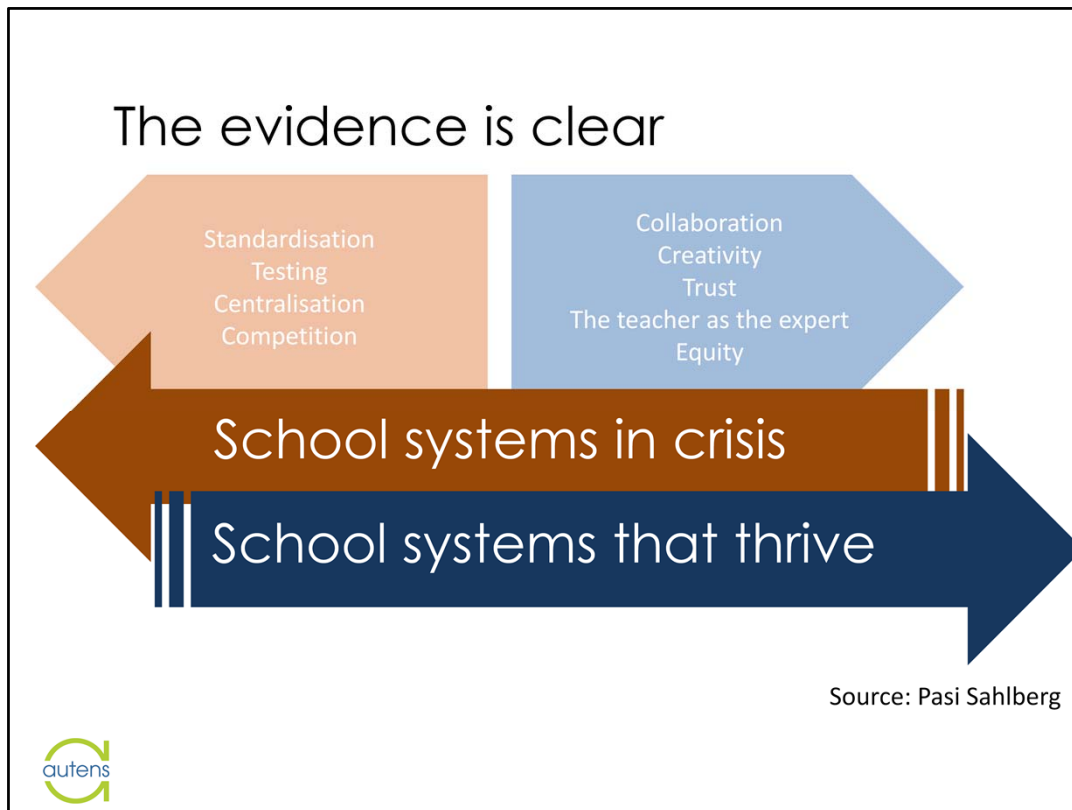 The evidence is clear
Standardisation
Testing
Centralisation
Competition
Collaboration
Creativity
Trust
The teacher as the expert
Equity
School systems in crisis
School systems that thrive
Source: Pasi Sahlberg
autens